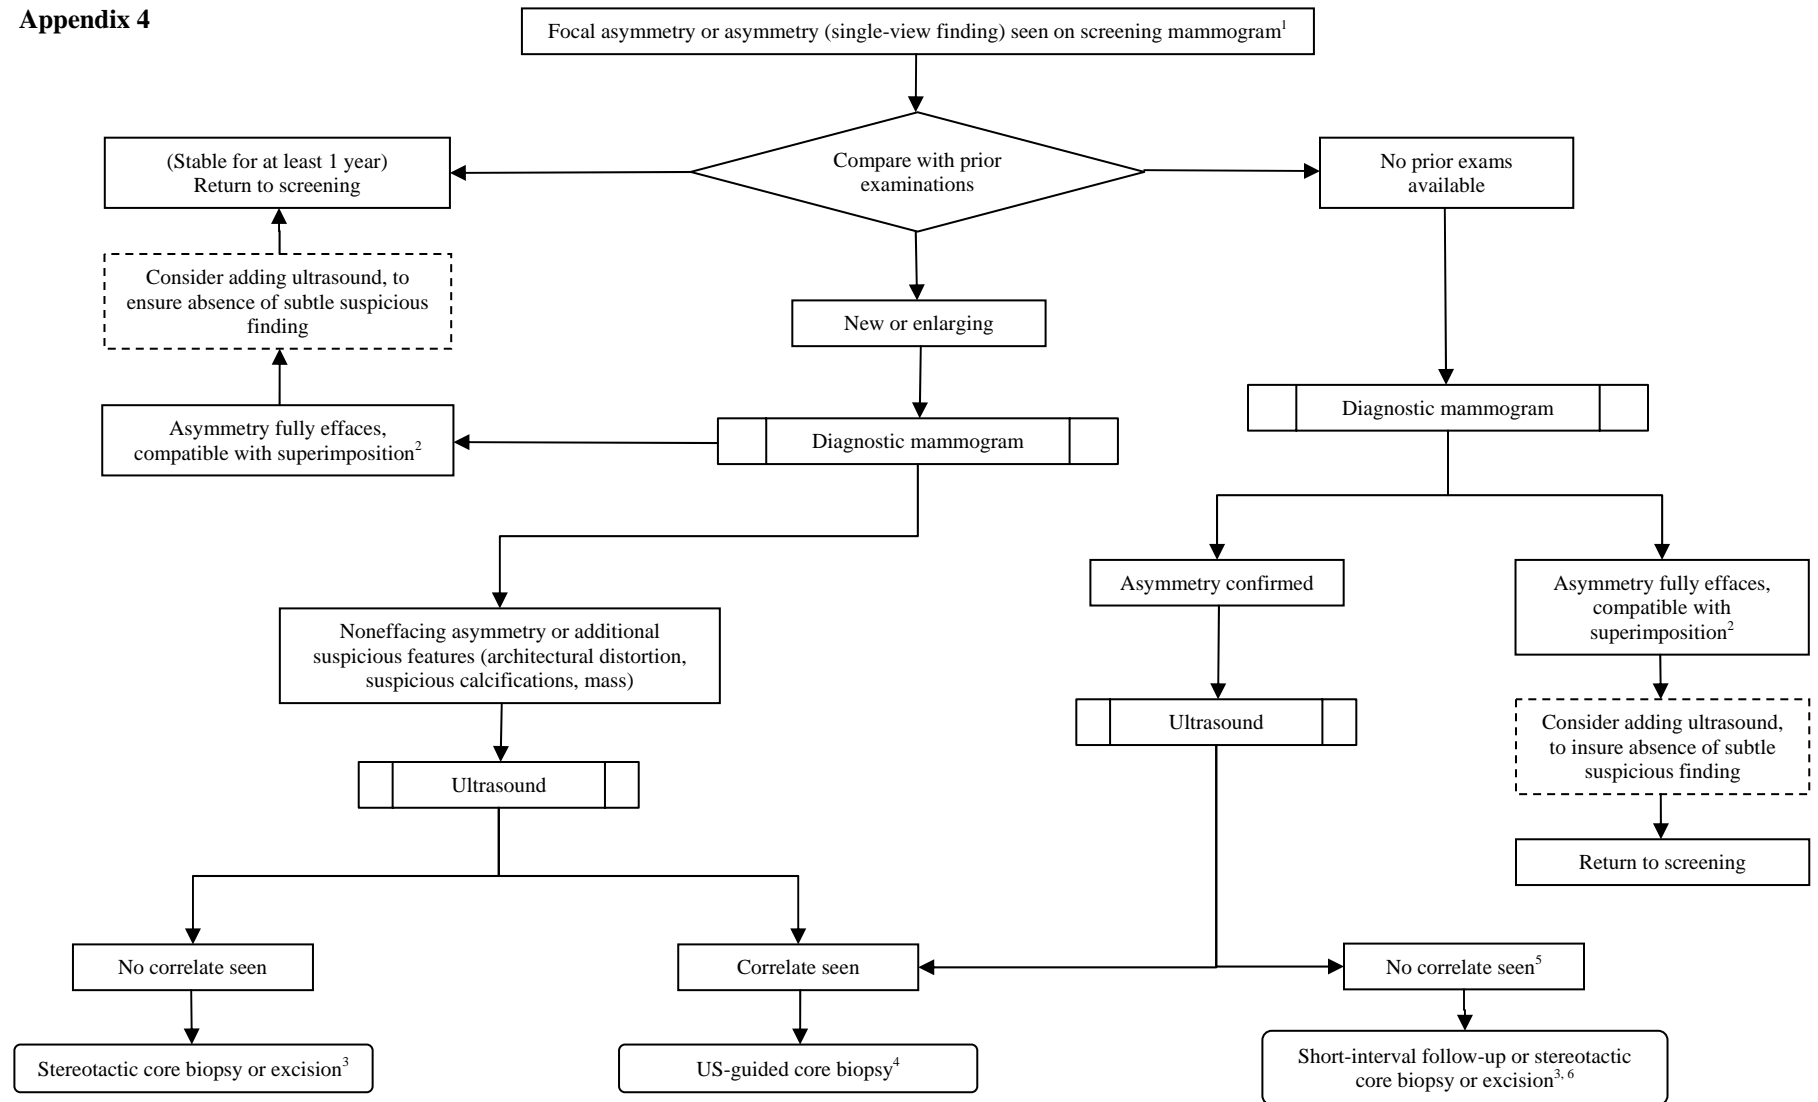 Appendix 4
Focal asymmetry or asymmetry (single-view finding) seen on screening mammogram1
(Stable for at least 1 year)
Return to screening
Compare with prior
examinations
No prior exams
available
Consider adding ultrasound, to
ensure absence of subtle suspicious
finding
New or enlarging
Asymmetry fully effaces,
compatible with superimposition2
Diagnostic mammogram
Diagnostic mammogram
Noneffacing asymmetry or additional
suspicious features (architectural distortion,
suspicious calcifications, mass)
Asymmetry confirmed
Asymmetry fully effaces,
compatible with
superimposition2
Ultrasound
Ultrasound
Consider adding ultrasound,
to insure absence of subtle
suspicious finding
Return to screening
No correlate seen
Correlate seen
No correlate seen5
Stereotactic core biopsy or excision3
US-guided core biopsy4
Short-interval follow-up or stereotactic
core biopsy or excision3, 6